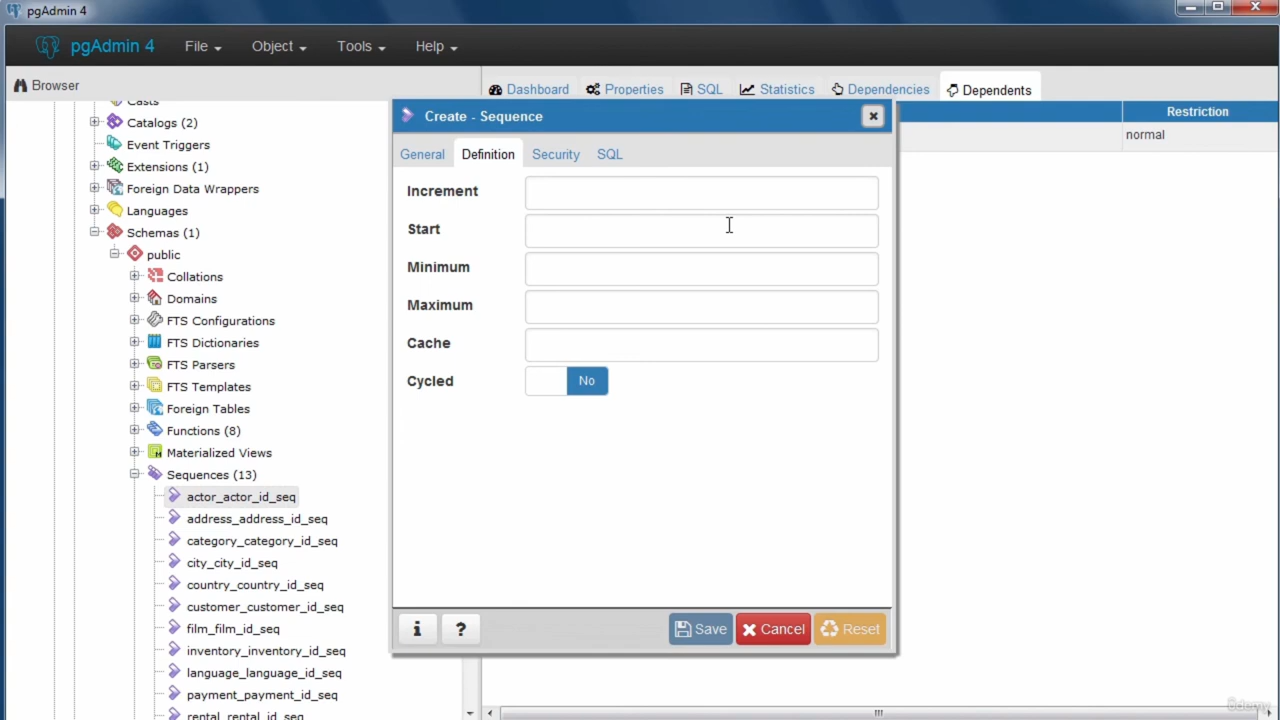 pgAdmin 4
pgAdmin 4 File Object Tools Help
Browser
Dashboard Properties SQL Statistics Dependencies Dependents
Restriction
normal
Casts
Catalogs (2)
Event Triggers
Extensions (1)
Foreign Data Wrappers
Languages
Schemas (1)
public
Collations
Domains
FTS Configurations
FTS Dictionaries
FTS Parsers
FTS Templates
Foreign Tables
Functions (8)
Materialized Views
Sequences (13)
actor_actor_id_seq
address_address_id_seq
category_category_id_seq
city_city_id_seq
country_country_id_seq
customer_customer_id_seq
film_film_id_seq
inventory_inventory_id_seq
language_language_id_seq
payment_payment_id_seq
rental_rental_id_seq
Create - Sequence
General Definition Security SQL
Increment
Start
Minimum
Maximum
Cache
Cycled No
i ? Save Cancel Reset
ûdemy